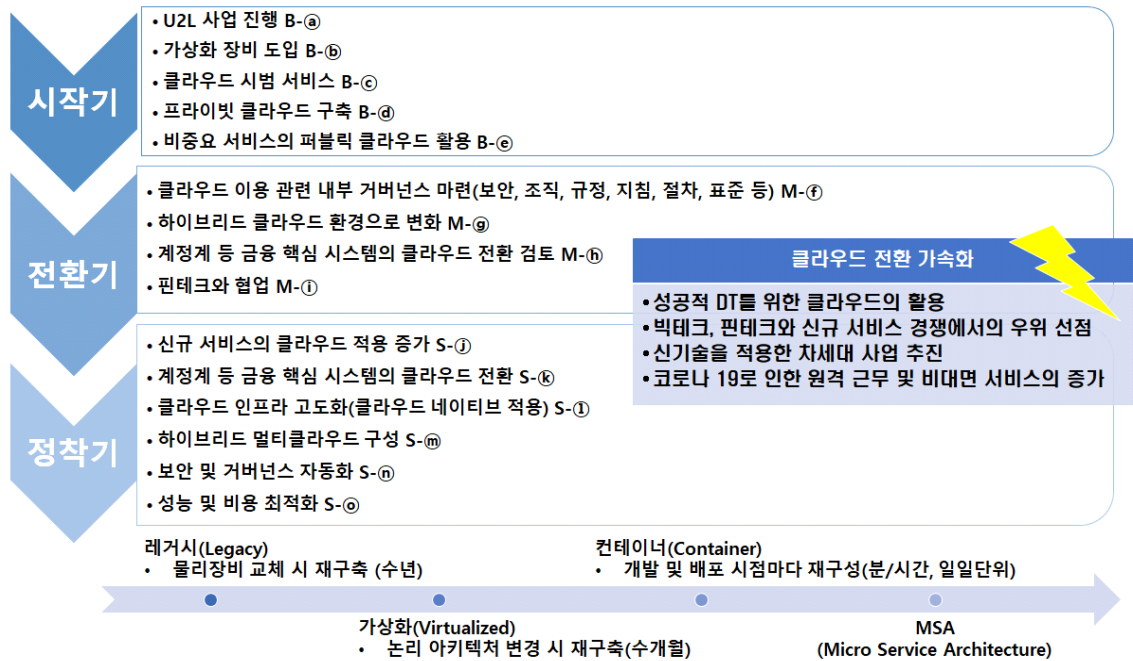 시작기
• U2L 사업 진행 B-ⓐ
• 가상화 장비 도입 B-ⓑ
• 클라우드 시범 서비스 B-ⓒ
• 프라이빗 클라우드 구축 B-ⓓ
• 비중요 서비스의 퍼블릭 클라우드 활용 B-ⓔ
전환기
• 클라우드 이용 관련 내부 거버넌스 마련(보안, 조직, 규정, 지침, 절차, 표준 등) M-ⓕ
• 하이브리드 클라우드 환경으로 변화 M-ⓖ
• 계정계 등 금융 핵심 시스템의 클라우드 전환 검토 M-ⓗ
• 핀테크와 협업 M-ⓘ
클라우드 전환 가속화
• 성공적 DT를 위한 클라우드의 활용
• 빅테크, 핀테크와 신규 서비스 경쟁에서의 우위 선점
• 신기술을 적용한 차세대 사업 추진
• 코로나 19로 인한 원격 근무 및 비대면 서비스의 증가
정착기
• 신규 서비스의 클라우드 적용 증가 S-ⓙ
• 계정계 등 금융 핵심 시스템의 클라우드 전환 S-ⓚ
• 클라우드 인프라 고도화(클라우드 네이티브 적용) S-ⓛ
• 하이브리드 멀티클라우드 구성 S-ⓜ
• 보안 및 거버넌스 자동화 S-ⓝ
• 성능 및 비용 최적화 S-ⓞ
레거시(Legacy)
• 물리장비 교체 시 재구축 (수년)
컨테이너(Container)
• 개발 및 배포 시점마다 재구성(분/시간, 일일단위)
가상화(Virtualized)
• 논리 아키텍처 변경 시 재구축(수개월)
MSA
(Micro Service Architecture)